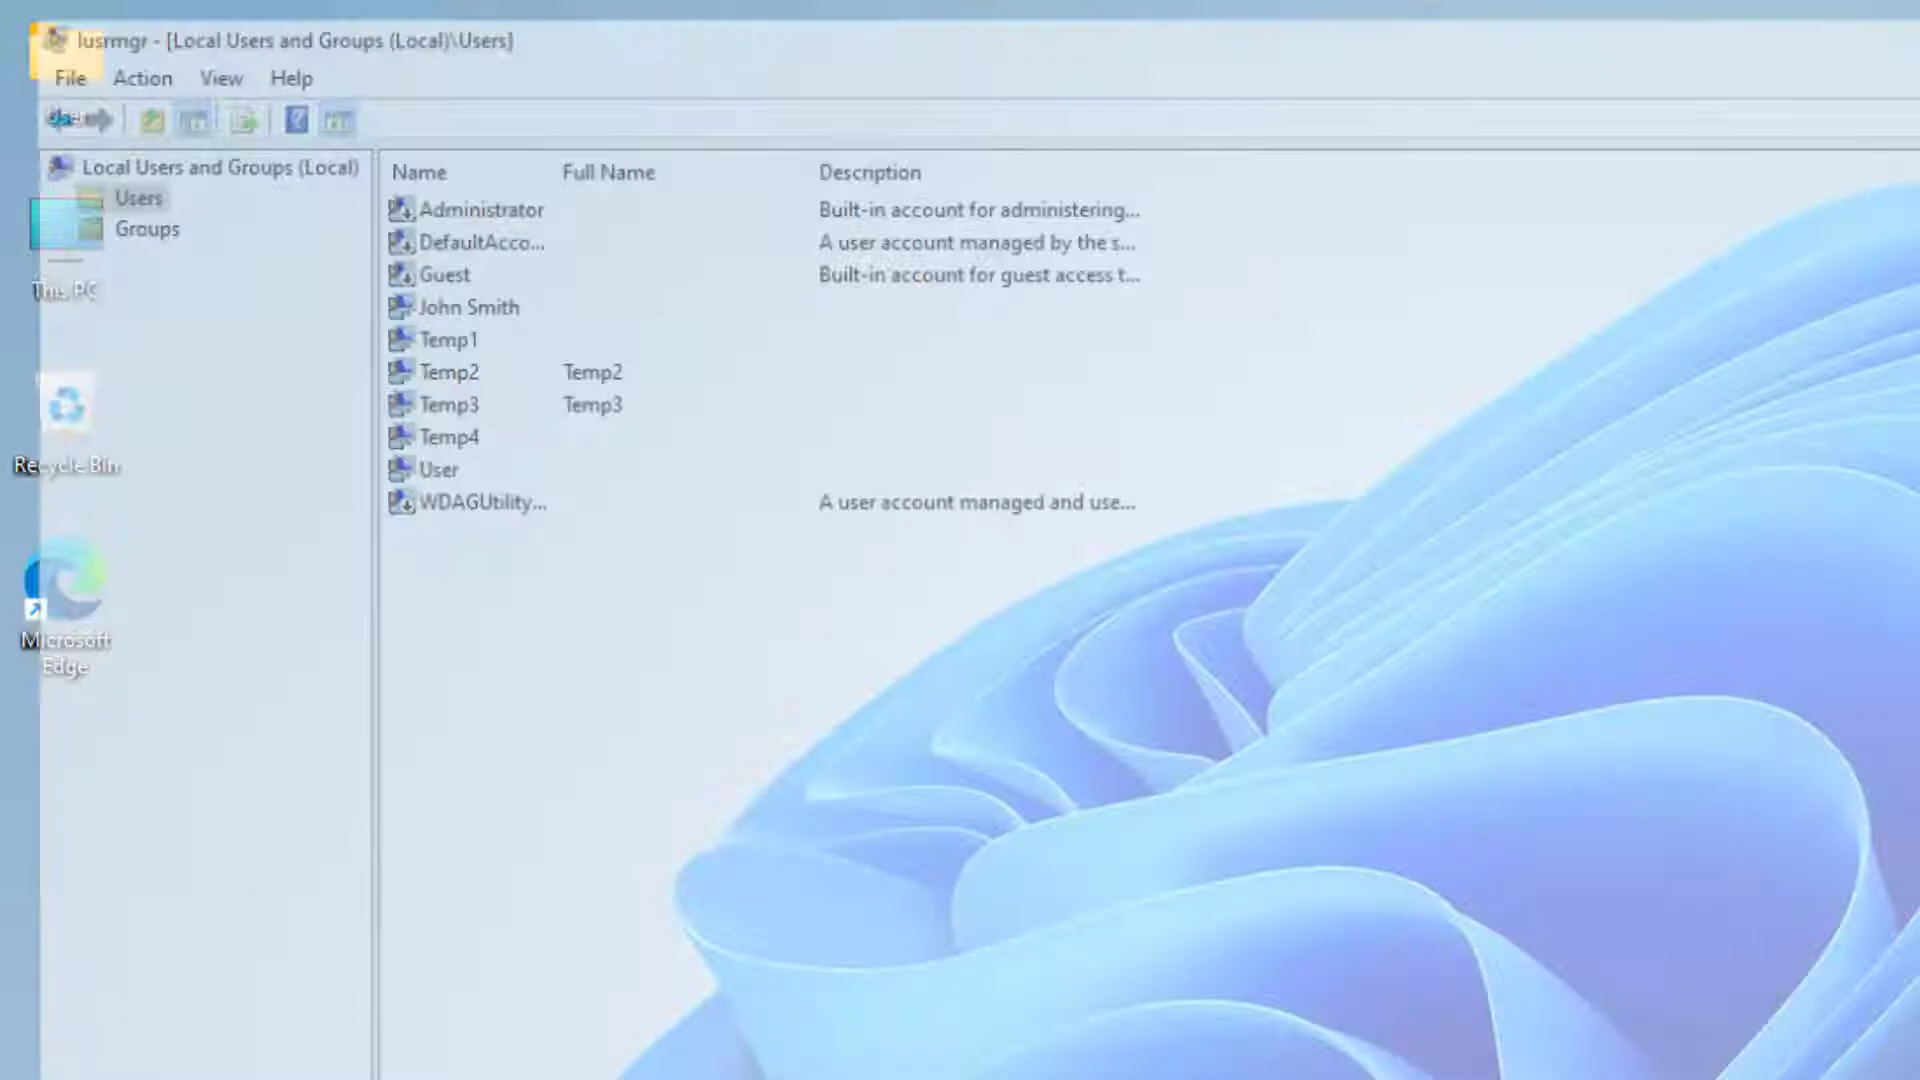 lusrmgr - [Local Users and Groups (Local)\Users]
File Action View Help
Local Users and Groups (Local)
Users
Groups
Name Full Name Description
Administrator Built-in account for administering...
DefaultAcco... A user account managed by the s...
Guest Built-in account for guest access t...
John Smith
Temp1
Temp2 Temp2
Temp3 Temp3
Temp4
User
WDAGUtility... A user account managed and use...
This PC
Recycle Bin
Microsoft
Edge